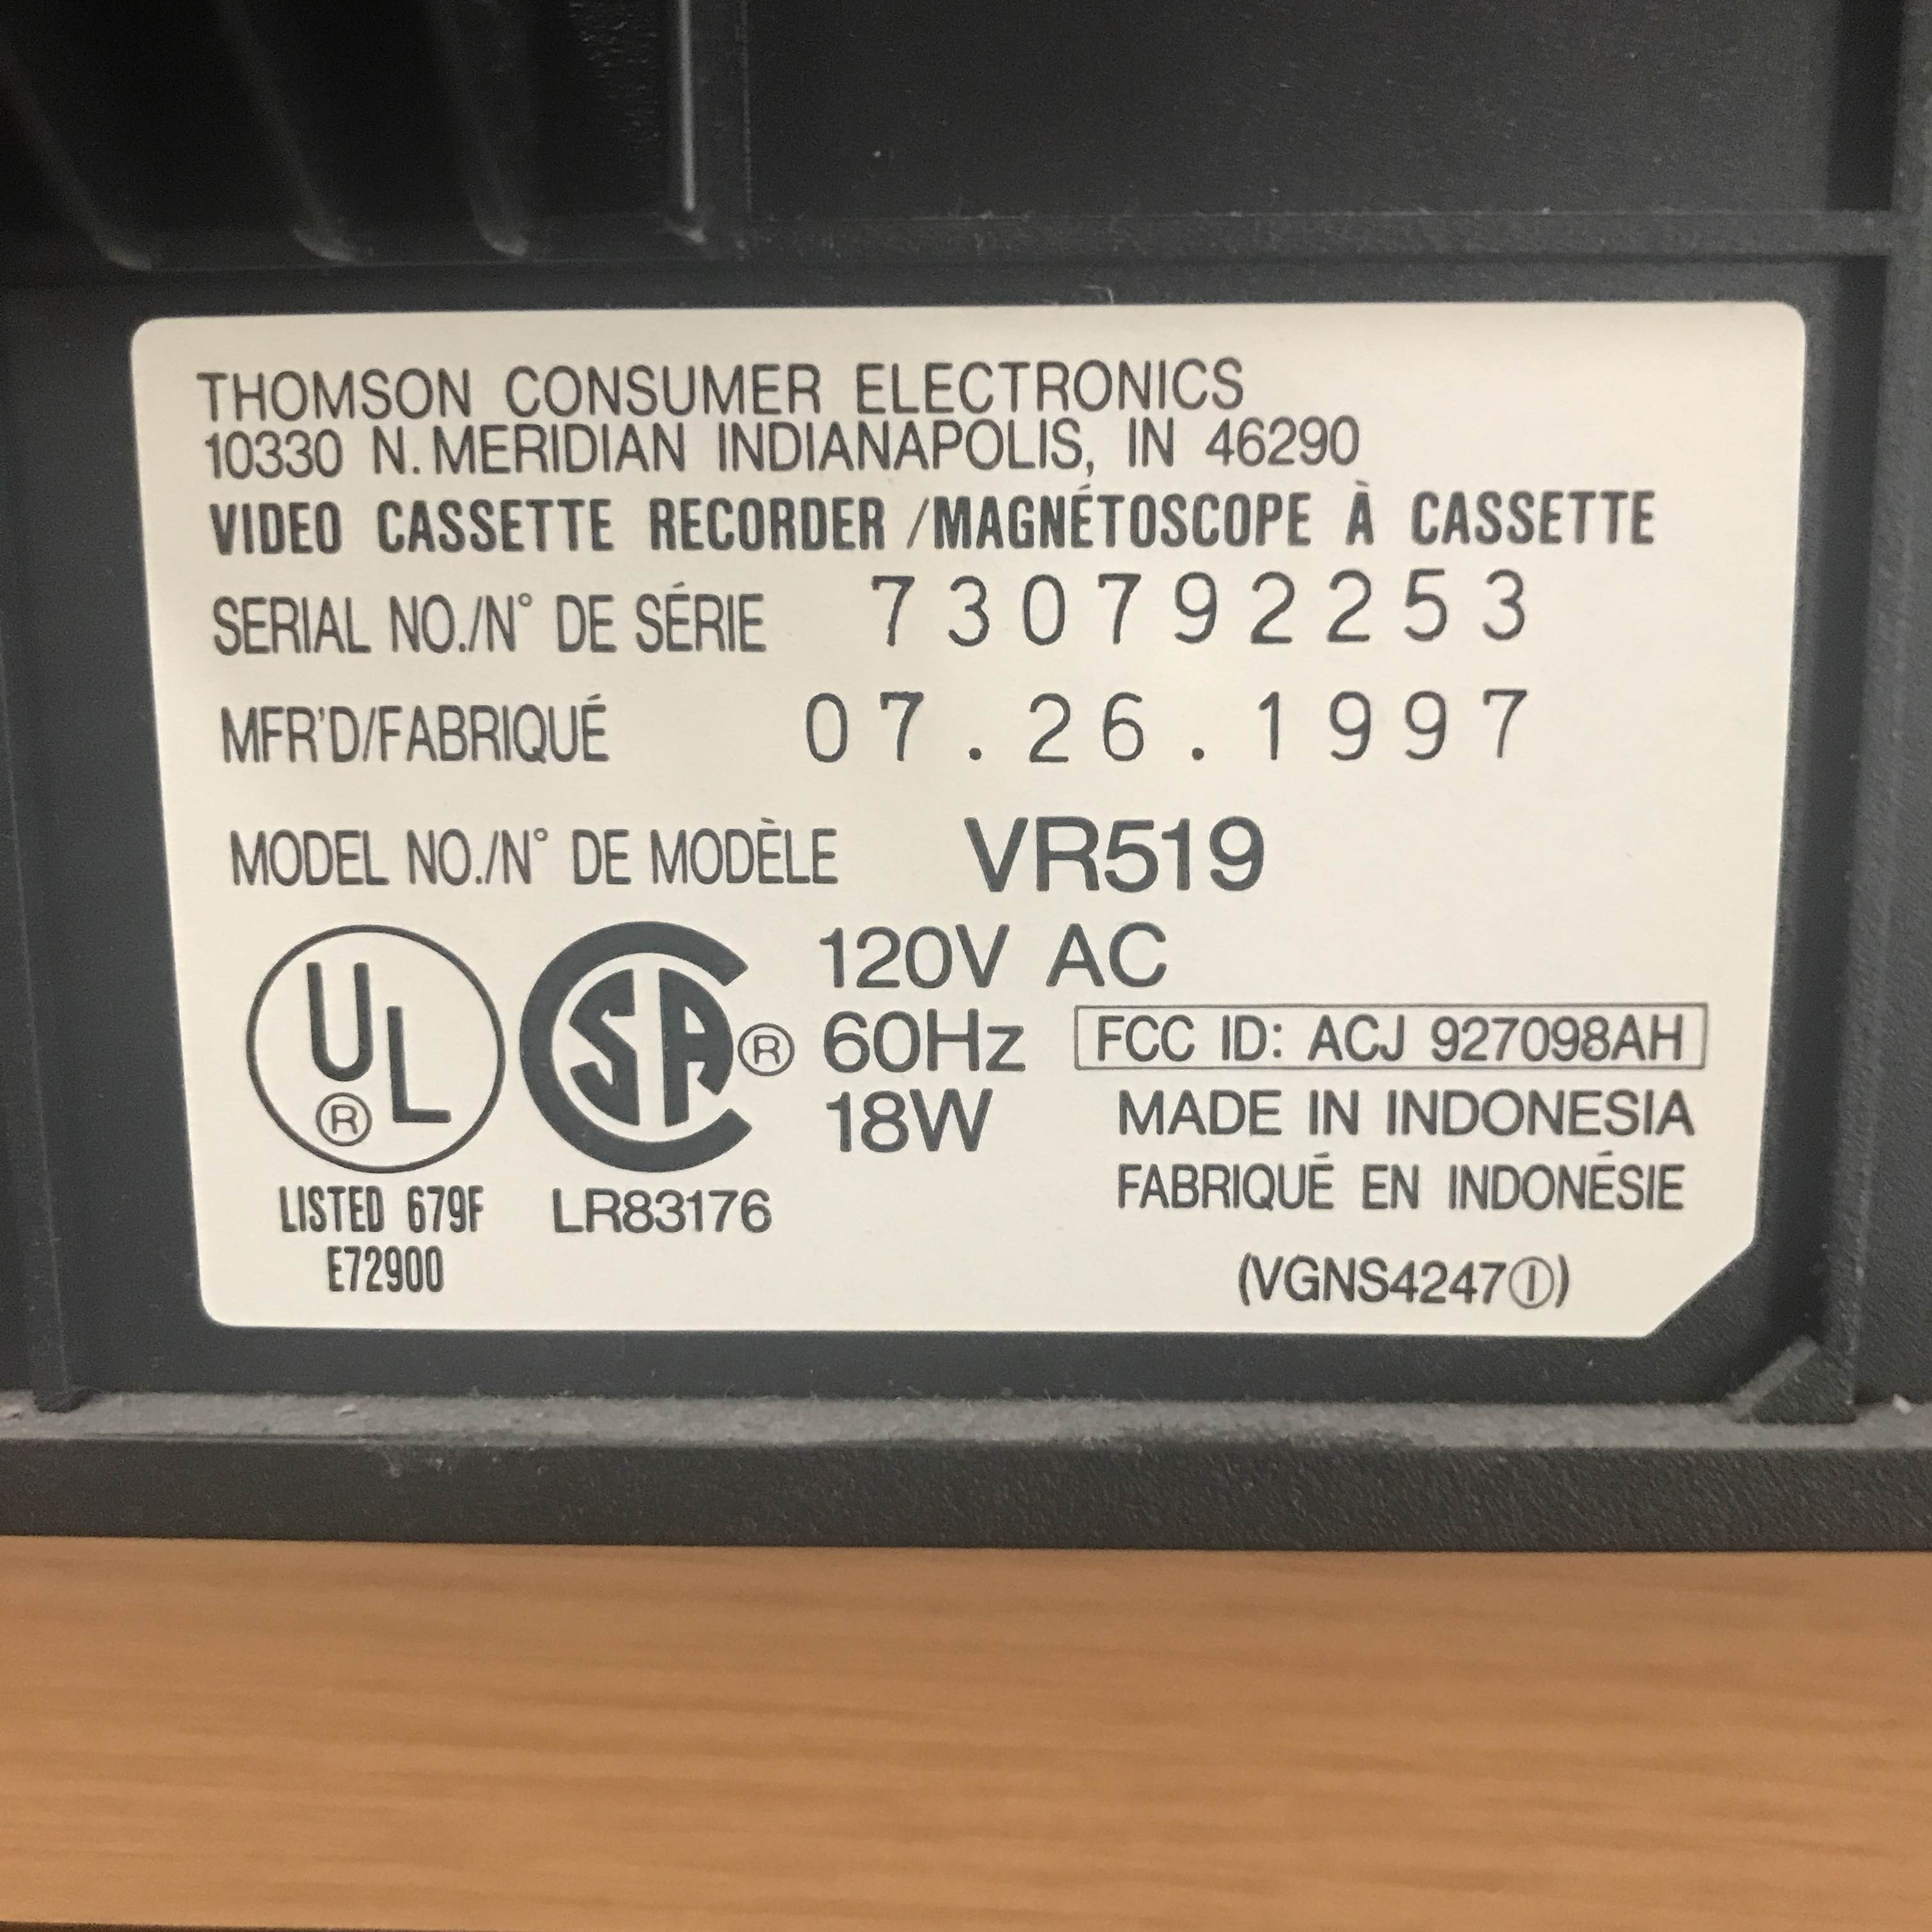 THOMSON CONSUMER ELECTRONICS
10330 N. MERIDIAN INDIANAPOLIS, IN 46290
VIDEO CASSETTE RECORDER /MAGNÉTOSCOPE À CASSETTE
SERIAL NO./N° DE SÉRIE 730792253
MFR'D/FABRIQUÉ 07.26.1997
MODEL NO./N° DE MODÈLE VR519
UL®
LISTED 679F
E72900
CSA®
LR83176
120V AC
60Hz
18W
FCC ID: ACJ 927098AH
MADE IN INDONESIA
FABRIQUÉ EN INDONÉSIE
(VGNS4247①)